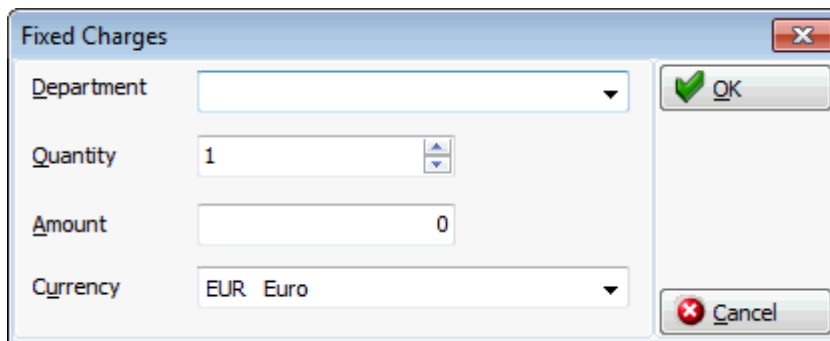 Fixed Charges
Department
OK
Quantity 1
Amount 0
Currency EUR Euro
Cancel